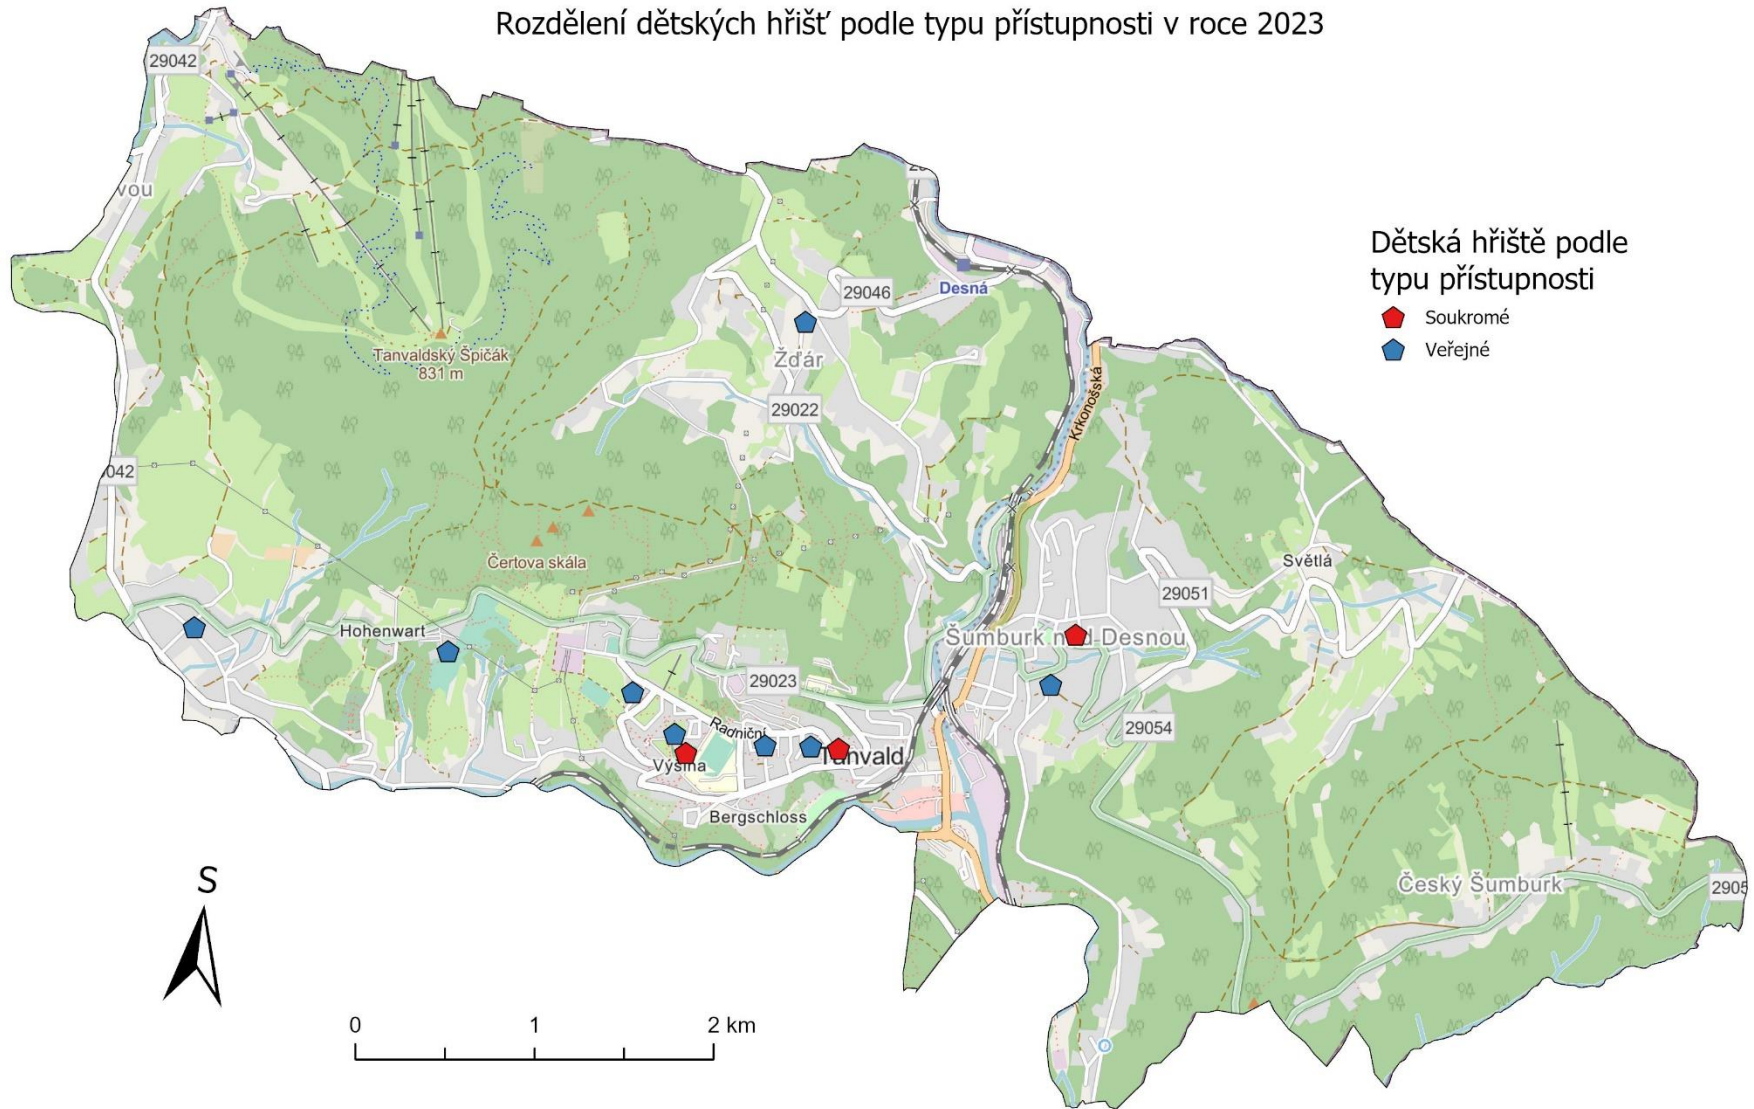 Rozdělení dětských hřišť podle typu přístupnosti v roce 2023
29042
vou
Dětská hřiště podle
typu přístupnosti
Soukromé
Veřejné
29046
Desná
Tanvaldský Špičák
831 m
Žďár
29022
Krkonošská
042
Čertova skála
Světlá
29051
Hohenwart
Šumburk nad Desnou
29023
Radniční
29054
Výšina
Tanvald
Bergschloss
Český Šumburk
2905
S
0 1 2 km